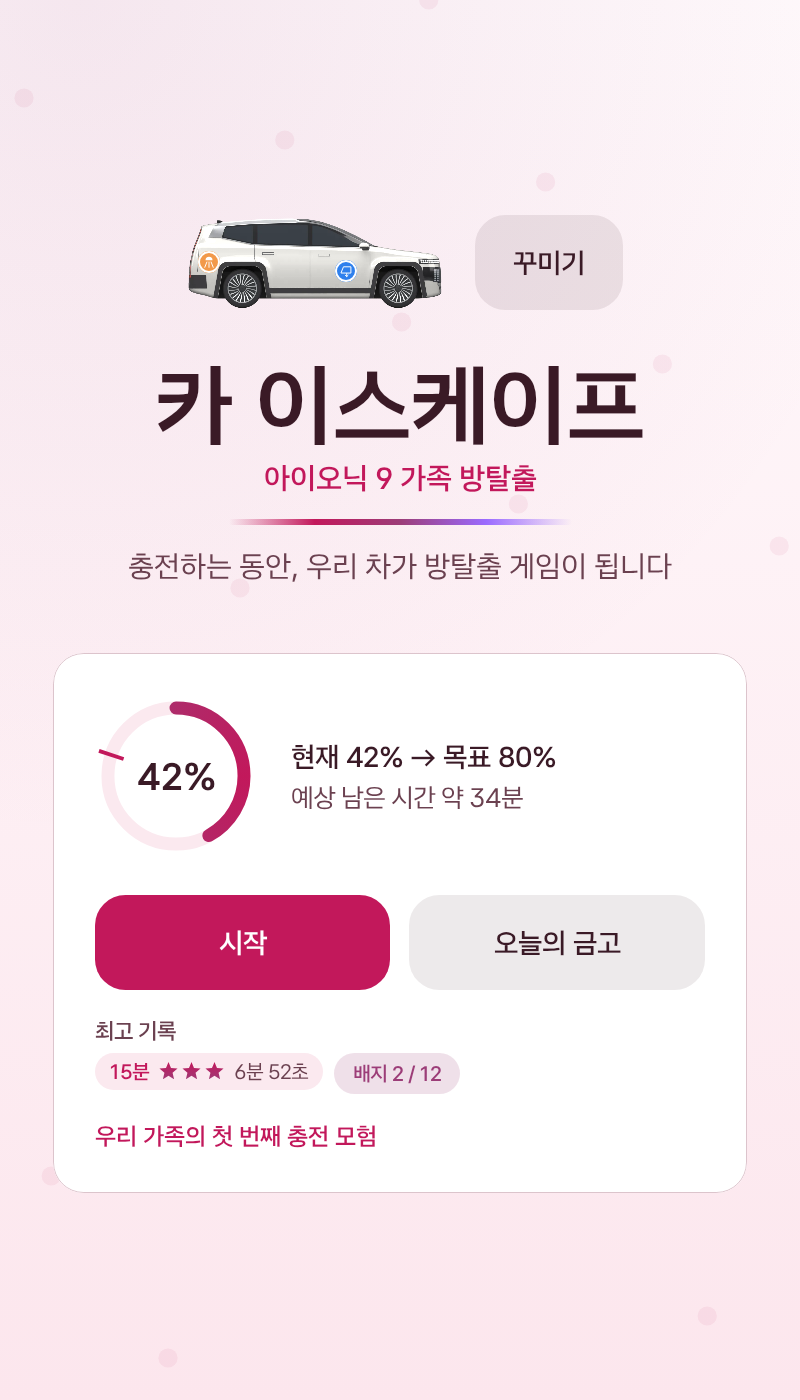 꾸미기
카 이스케이프
아이오닉 9 가족 방탈출
충전하는 동안, 우리 차가 방탈출 게임이 됩니다
42%
현재 42% → 목표 80%
예상 남은 시간 약 34분
시작
오늘의 금고
최고 기록
15분 ★★★ 6분 52초
배지 2 / 12
우리 가족의 첫 번째 충전 모험